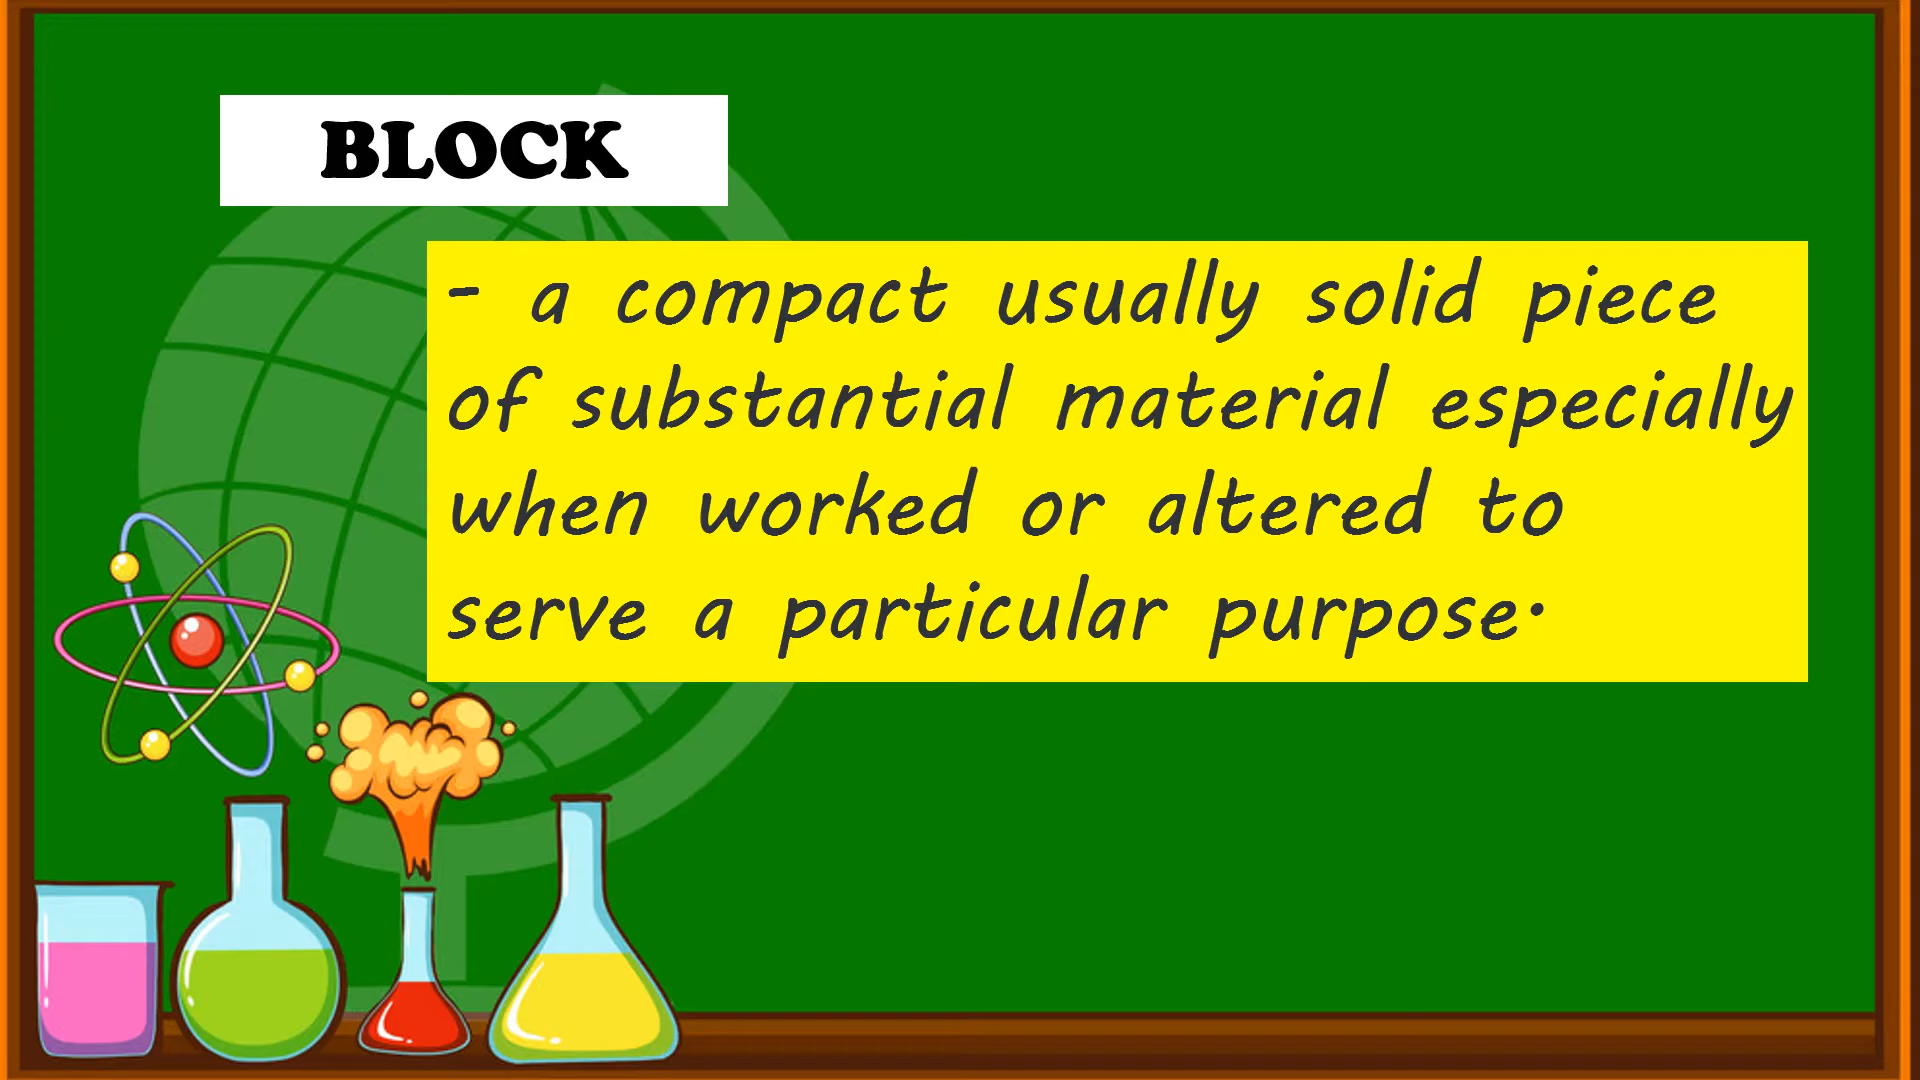 BLOCK
- a compact usually solid piece
of substantial material especially
when worked or altered to
serve a particular purpose.